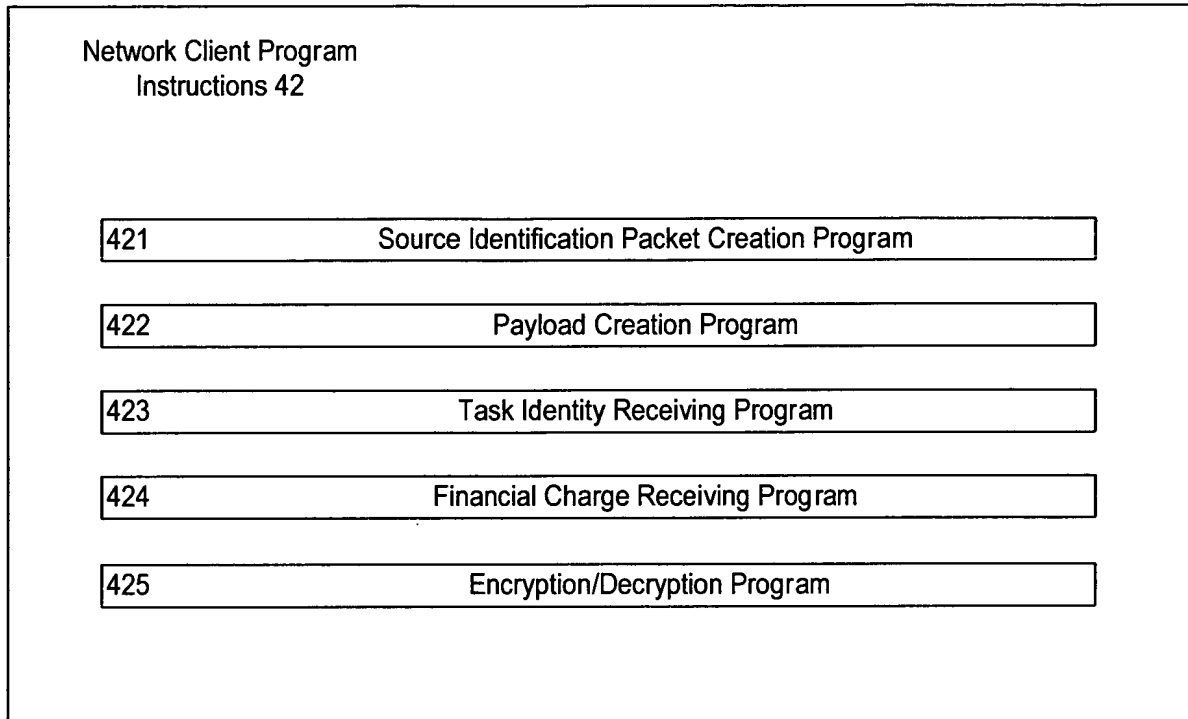 Network Client Program
Instructions 42
421 Source Identification Packet Creation Program
422 Payload Creation Program
423 Task Identity Receiving Program
424 Financial Charge Receiving Program
425 Encryption/Decryption Program